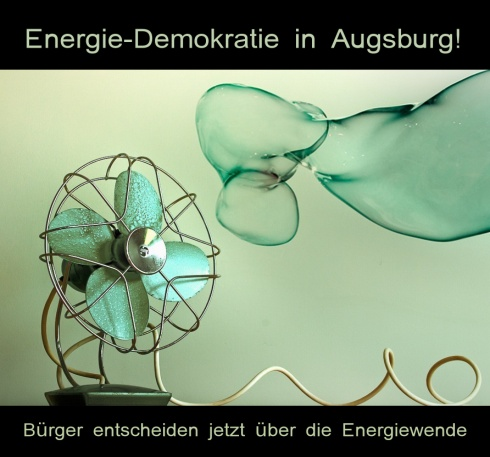 Energie-Demokratie in Augsburg!
Bürger entscheiden jetzt über die Energiewende